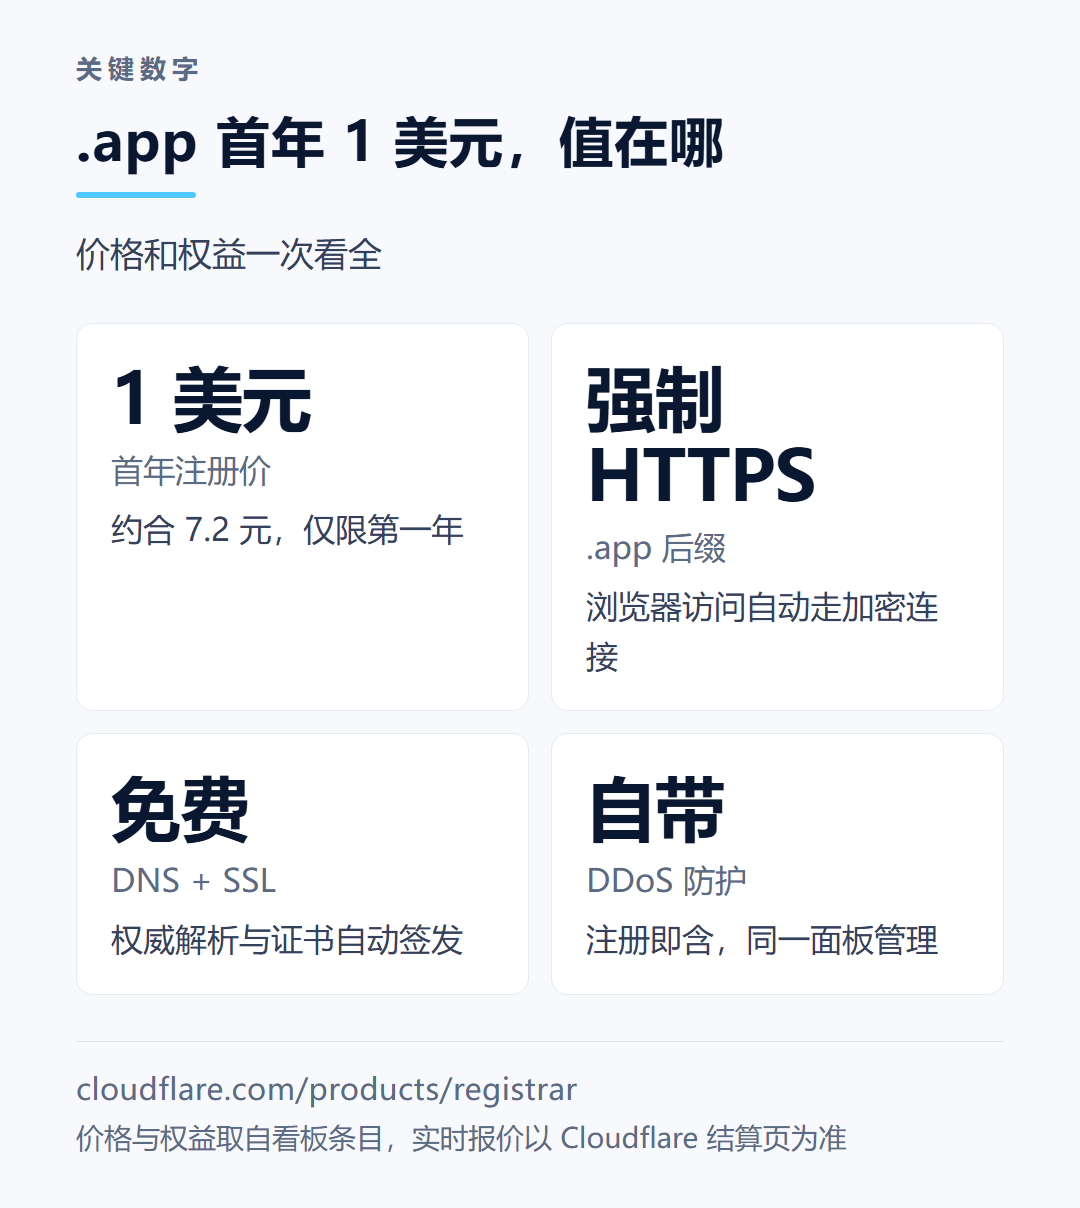 关键数字
.app 首年 1 美元，值在哪
价格和权益一次看全
1 美元
首年注册价
约合 7.2 元，仅限第一年
强制
HTTPS
.app 后缀
浏览器访问自动走加密连
接
免费
DNS + SSL
权威解析与证书自动签发
自带
DDoS 防护
注册即含，同一面板管理
cloudflare.com/products/registrar
价格与权益取自看板条目，实时报价以 Cloudflare 结算页为准